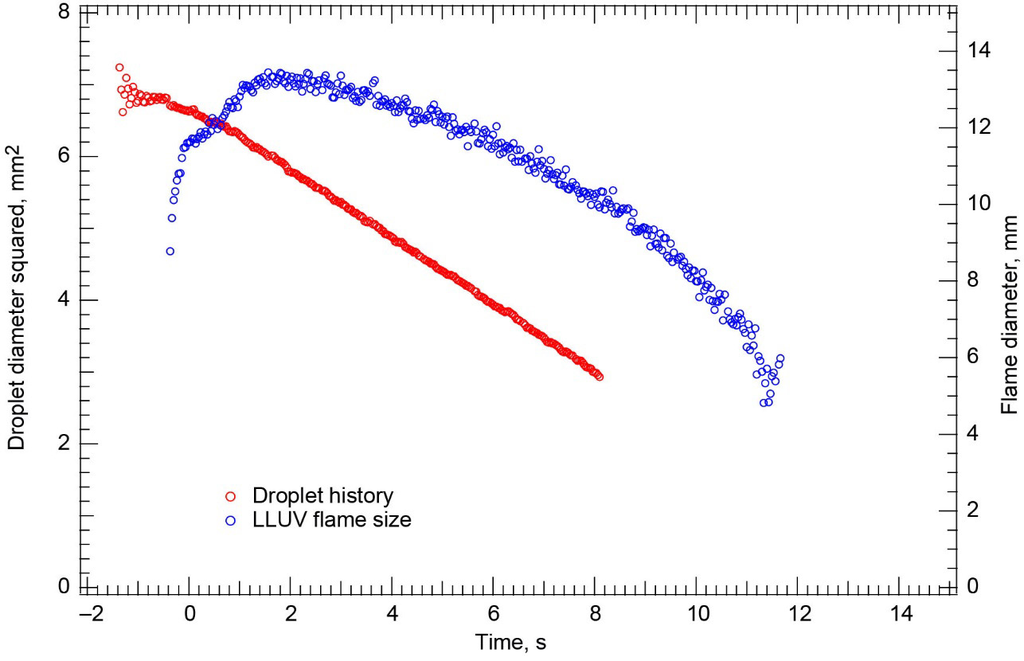 8
6
4
2
0
Droplet diameter squared, mm2
14
12
10
8
6
4
2
0
Flame diameter, mm
Droplet history
LLUV flame size
–2 0 2 4 6 8 10 12 14
Time, s